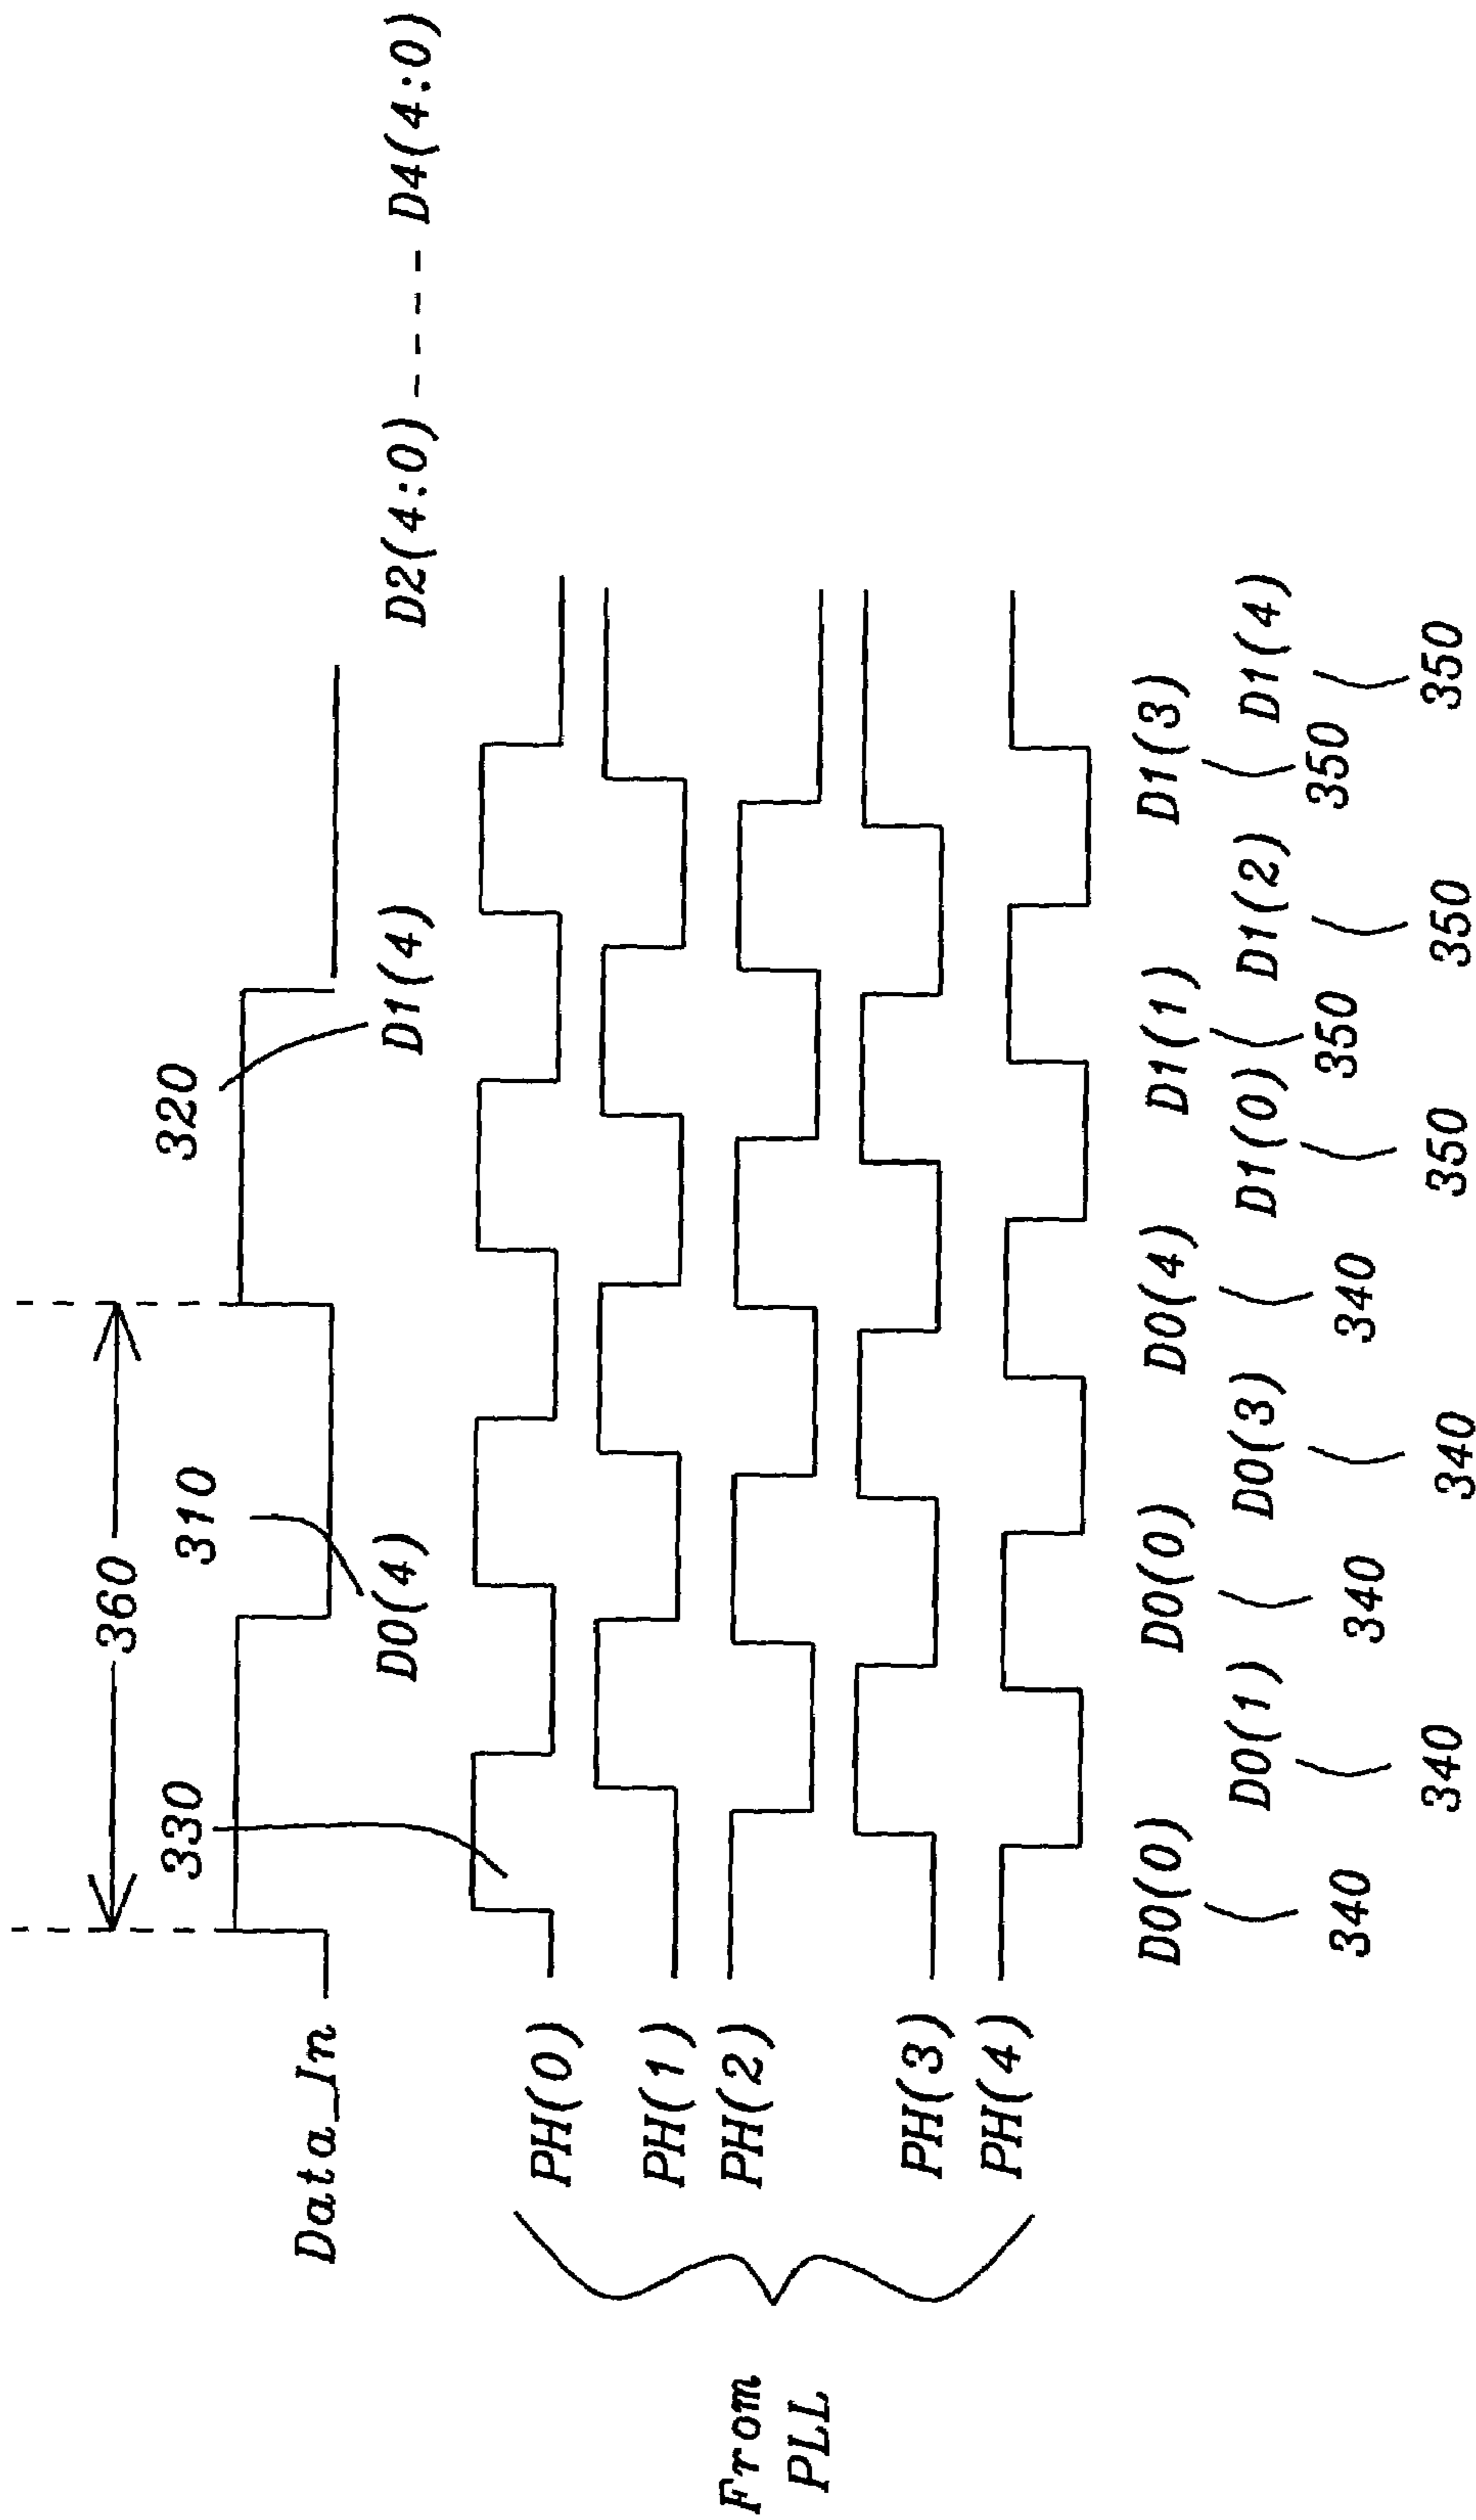 360
330
310
320
Data_In
D0(4)
D1(4)
D2(4:0) - - - - D4(4:0)
PH(0)
PH(1)
PH(2)
PH(3)
PH(4)
From
PLL
D0(0)
D0(0)
D0(4)
D1(1)
D1(3)
D0(1)
D0(3)
D1(0)
D1(2)
D1(4)
340
340
340
350
350
340
340
350
350
350